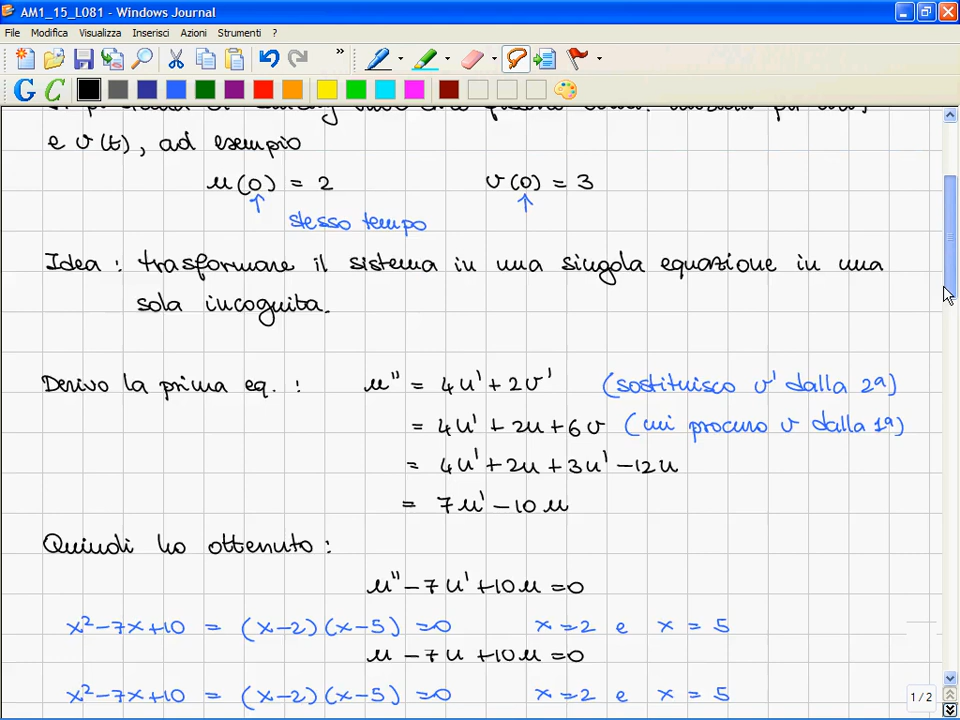 AM1_15_L081 - Windows Journal
File Modifica Visualizza Inserisci Azioni Strumenti ?
e v(t), ad esempio
u(0) = 2 v(0) = 3
↑ stesso tempo ↑
Idea : trasformare il sistema in una singola equazione in una
sola incognita.
Derivo la prima eq. : u'' = 4u' + 2v' (sostituisco v' dalla 2ª)
= 4u' + 2u + 6v (mi procuro v dalla 1ª)
= 4u' + 2u + 3u' - 12u
= 7u' - 10u
Quindi ho ottenuto :
u'' - 7u' + 10u = 0
x² - 7x + 10 = (x-2)(x-5) = 0 x = 2 e x = 5
u - 7u + 10u = 0
x² - 7x + 10 = (x-2)(x-5) = 0 x = 2 e x = 5
1 / 2